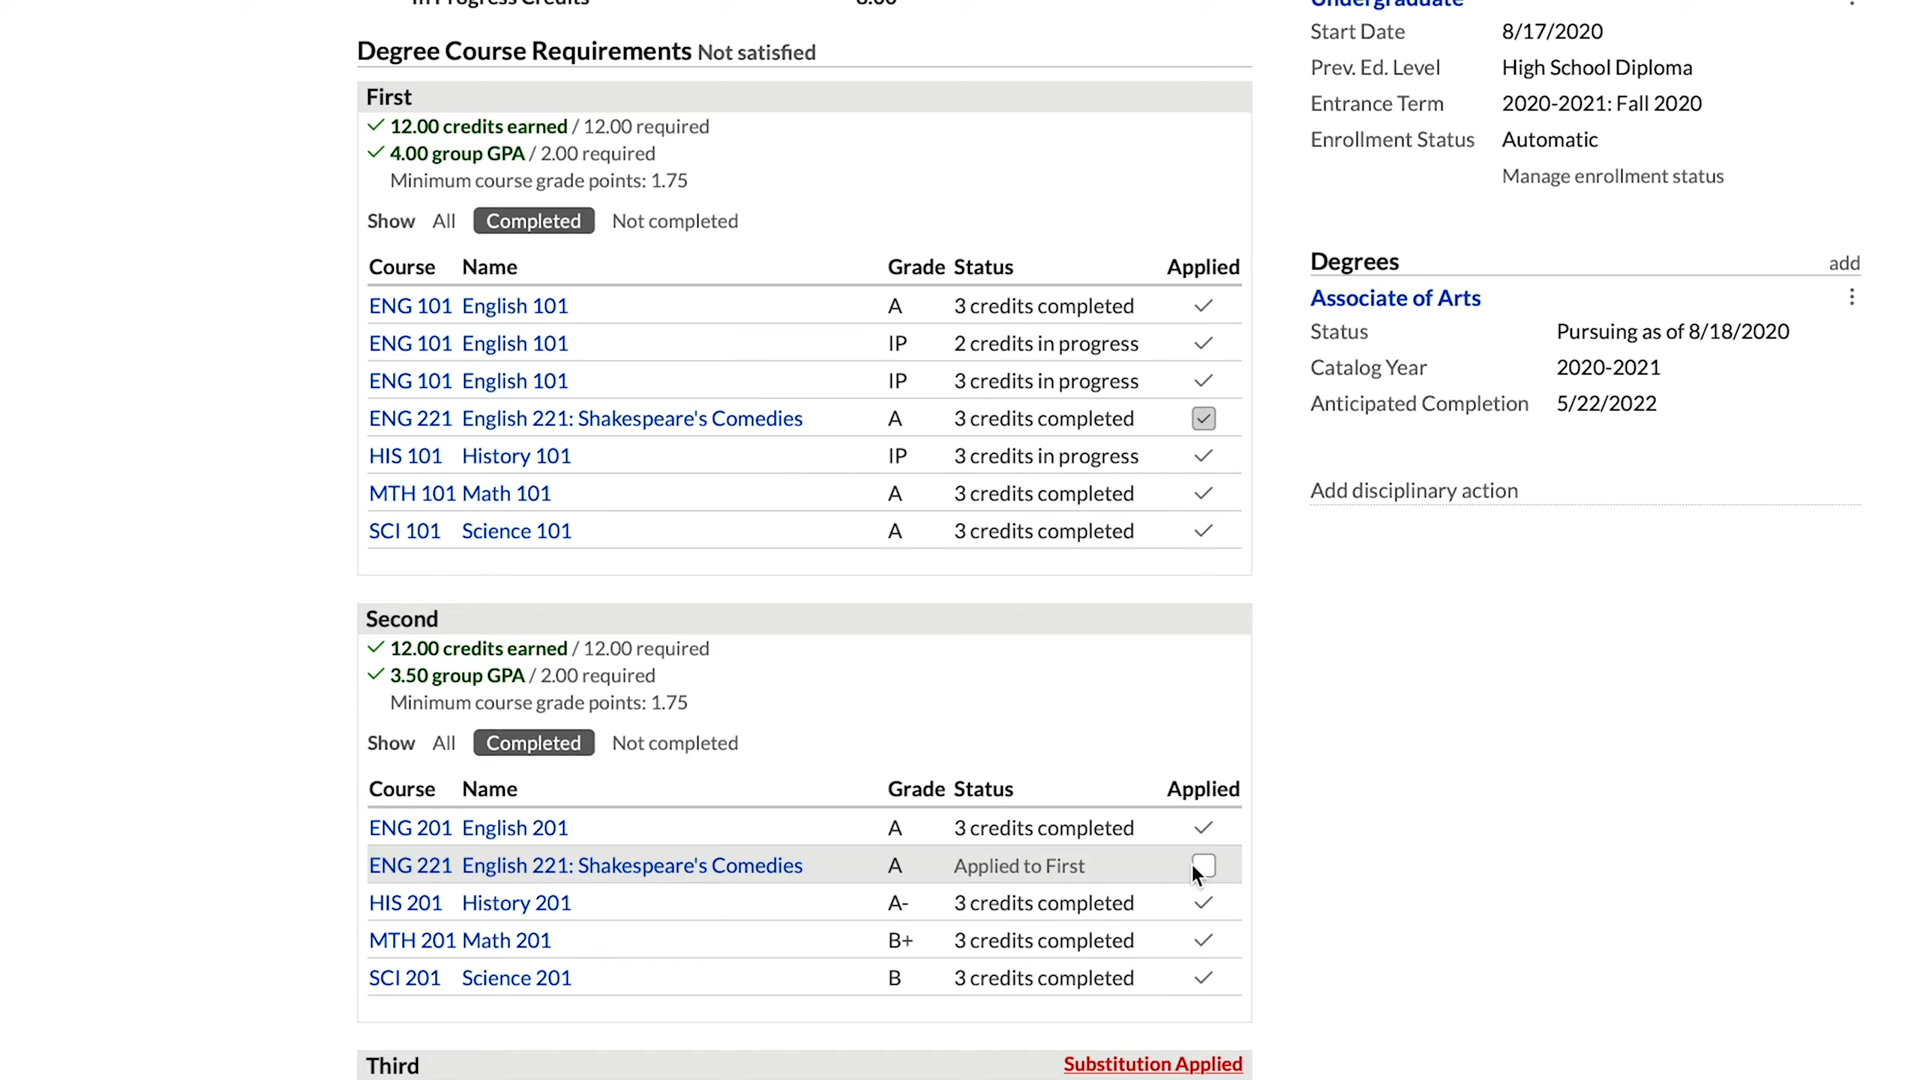 In Progress Credits 8.00
Degree Course Requirements Not satisfied
First
12.00 credits earned / 12.00 required
4.00 group GPA / 2.00 required
Minimum course grade points: 1.75
Show All Completed Not completed
Course Name Grade Status Applied
ENG 101 English 101 A 3 credits completed
ENG 101 English 101 IP 2 credits in progress
ENG 101 English 101 IP 3 credits in progress
ENG 221 English 221: Shakespeare's Comedies A 3 credits completed
HIS 101 History 101 IP 3 credits in progress
MTH 101 Math 101 A 3 credits completed
SCI 101 Science 101 A 3 credits completed
Second
12.00 credits earned / 12.00 required
3.50 group GPA / 2.00 required
Minimum course grade points: 1.75
Show All Completed Not completed
Course Name Grade Status Applied
ENG 201 English 201 A 3 credits completed
ENG 221 English 221: Shakespeare's Comedies A Applied to First
HIS 201 History 201 A- 3 credits completed
MTH 201 Math 201 B+ 3 credits completed
SCI 201 Science 201 B 3 credits completed
Third Substitution Applied
Undergraduate
Start Date 8/17/2020
Prev. Ed. Level High School Diploma
Entrance Term 2020-2021: Fall 2020
Enrollment Status Automatic
Manage enrollment status
Degrees add
Associate of Arts
Status Pursuing as of 8/18/2020
Catalog Year 2020-2021
Anticipated Completion 5/22/2022
Add disciplinary action